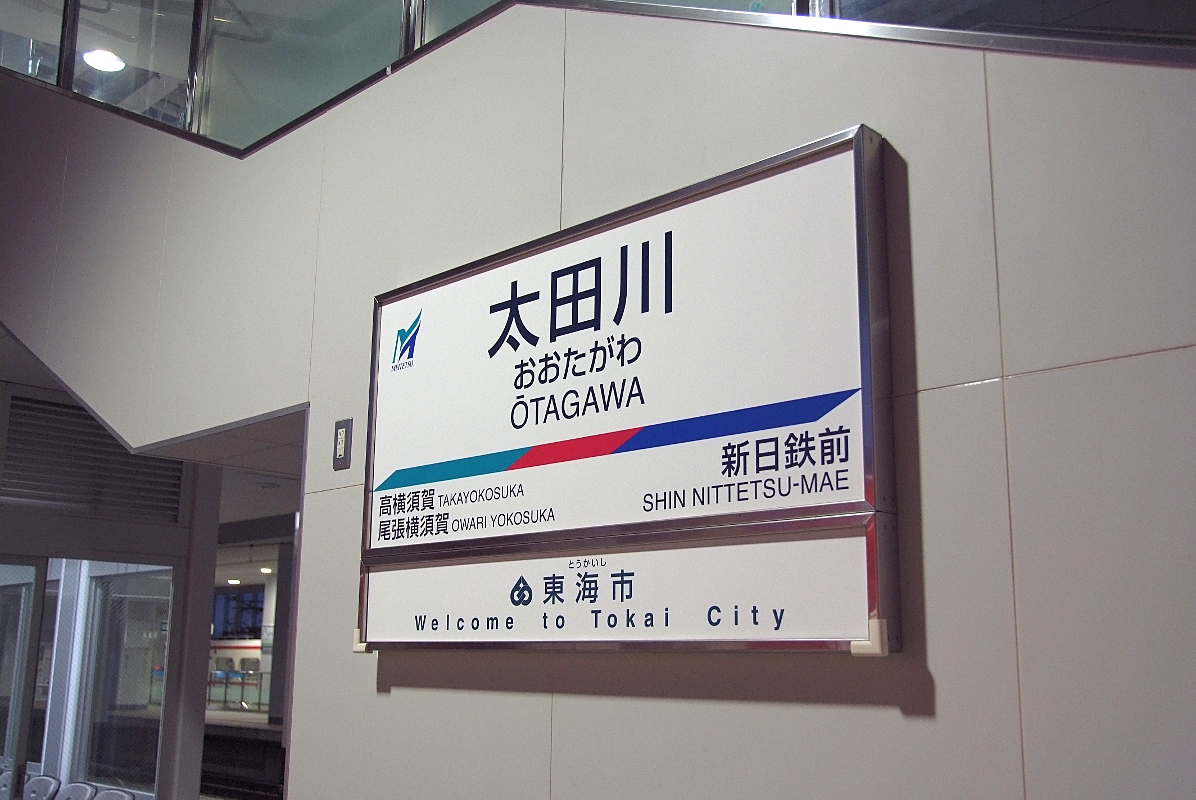 太田川
おおたがわ
ŌTAGAWA
MEITETSU
高横須賀 TAKAYOKOSUKA
尾張横須賀 OWARI YOKOSUKA
新日鉄前
SHIN NITTETSU-MAE
とうかいし
東海市
Welcome to Tokai City